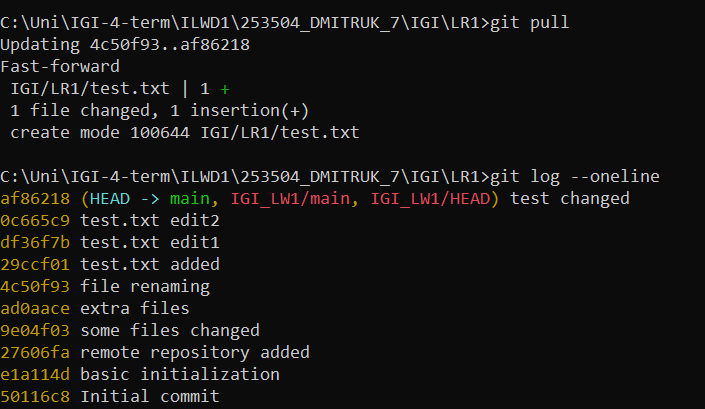 C:\Uni\IGI-4-term\ILWD1\253504_DMITRUK_7\IGI\LR1>git pull
Updating 4c50f93..af86218
Fast-forward
 IGI/LR1/test.txt | 1 +
 1 file changed, 1 insertion(+)
 create mode 100644 IGI/LR1/test.txt
C:\Uni\IGI-4-term\ILWD1\253504_DMITRUK_7\IGI\LR1>git log --oneline
af86218 (HEAD -> main, IGI_LW1/main, IGI_LW1/HEAD) test changed
0c665c9 test.txt edit2
df36f7b test.txt edit1
29ccf01 test.txt added
4c50f93 file renaming
ad0aace extra files
9e04f03 some files changed
27606fa remote repository added
e1a114d basic initialization
50116c8 Initial commit